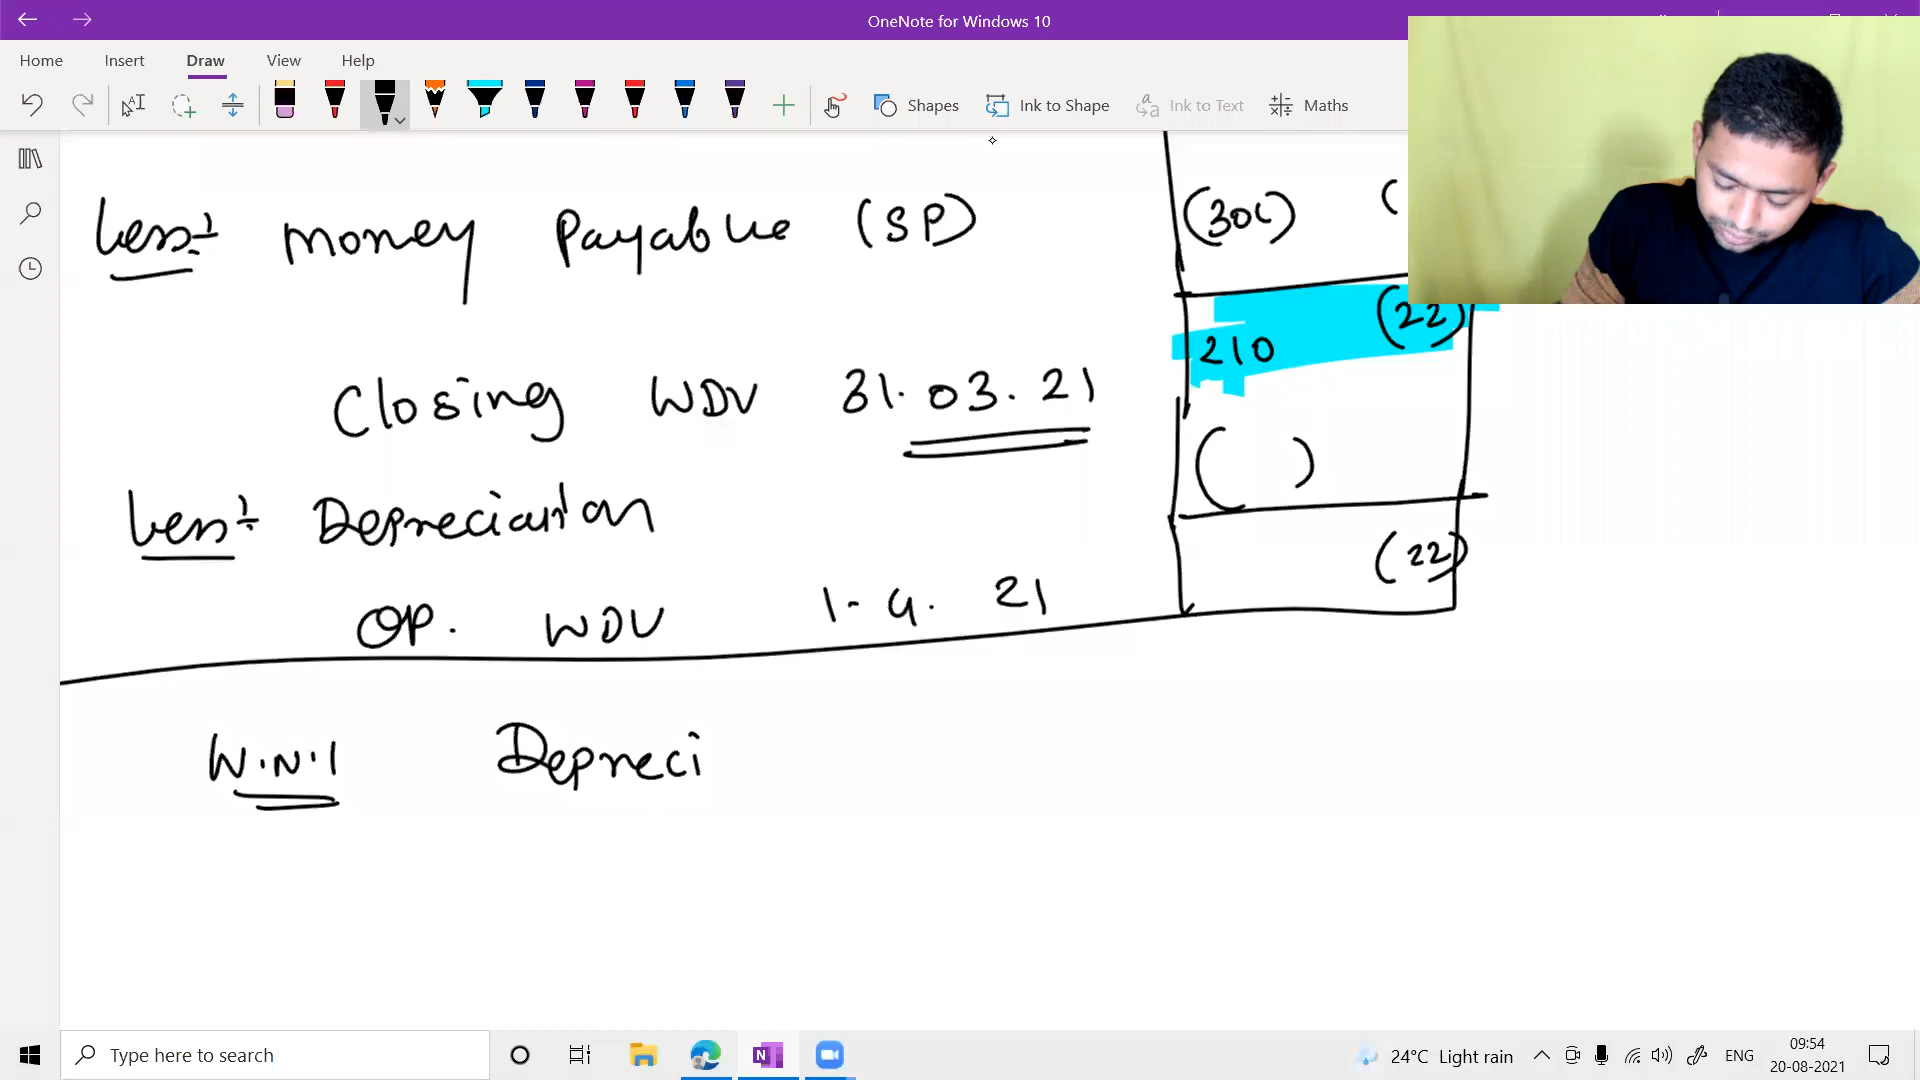 OneNote for Windows 10
Home Insert Draw View Help
Shapes Ink to Shape Ink to Text Maths
Less:- Money Payable (SP) (300) (
210 (22)
Closing WDV 31.03.21
( )
Less:- Depreciation
(22)
OP. WDV 1-4. 21
W.N.1 Depreci
Type here to search
24°C Light rain ENG 09:54
20-08-2021